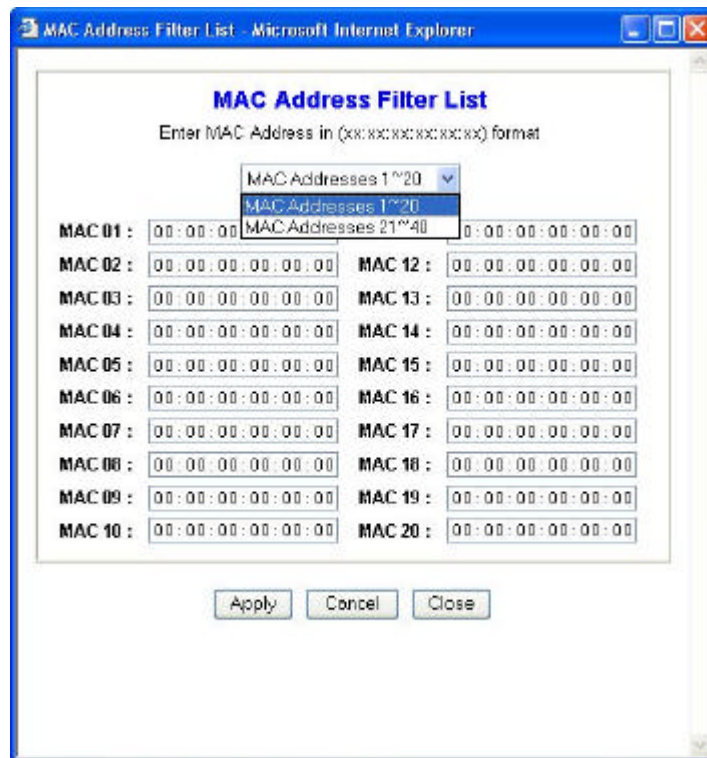 MAC Address Filter List - Microsoft Internet Explorer
MAC Address Filter List
Enter MAC Address in (xx:xx:xx:xx:xx:xx) format
MAC Addresses 1~20
MAC Addresses 1~20
MAC Addresses 21~40
MAC 01 : 00:00:00 :00:00:00:00:00
MAC 02 : 00:00:00:00:00:00 MAC 12 : 00:00:00:00:00:00
MAC 03 : 00:00:00:00:00:00 MAC 13 : 00:00:00:00:00:00
MAC 04 : 00:00:00:00:00:00 MAC 14 : 00:00:00:00:00:00
MAC 05 : 00:00:00:00:00:00 MAC 15 : 00:00:00:00:00:00
MAC 06 : 00:00:00:00:00:00 MAC 16 : 00:00:00:00:00:00
MAC 07 : 00:00:00:00:00:00 MAC 17 : 00:00:00:00:00:00
MAC 08 : 00:00:00:00:00:00 MAC 18 : 00:00:00:00:00:00
MAC 09 : 00:00:00:00:00:00 MAC 19 : 00:00:00:00:00:00
MAC 10 : 00:00:00:00:00:00 MAC 20 : 00:00:00:00:00:00
Apply Cancel Close